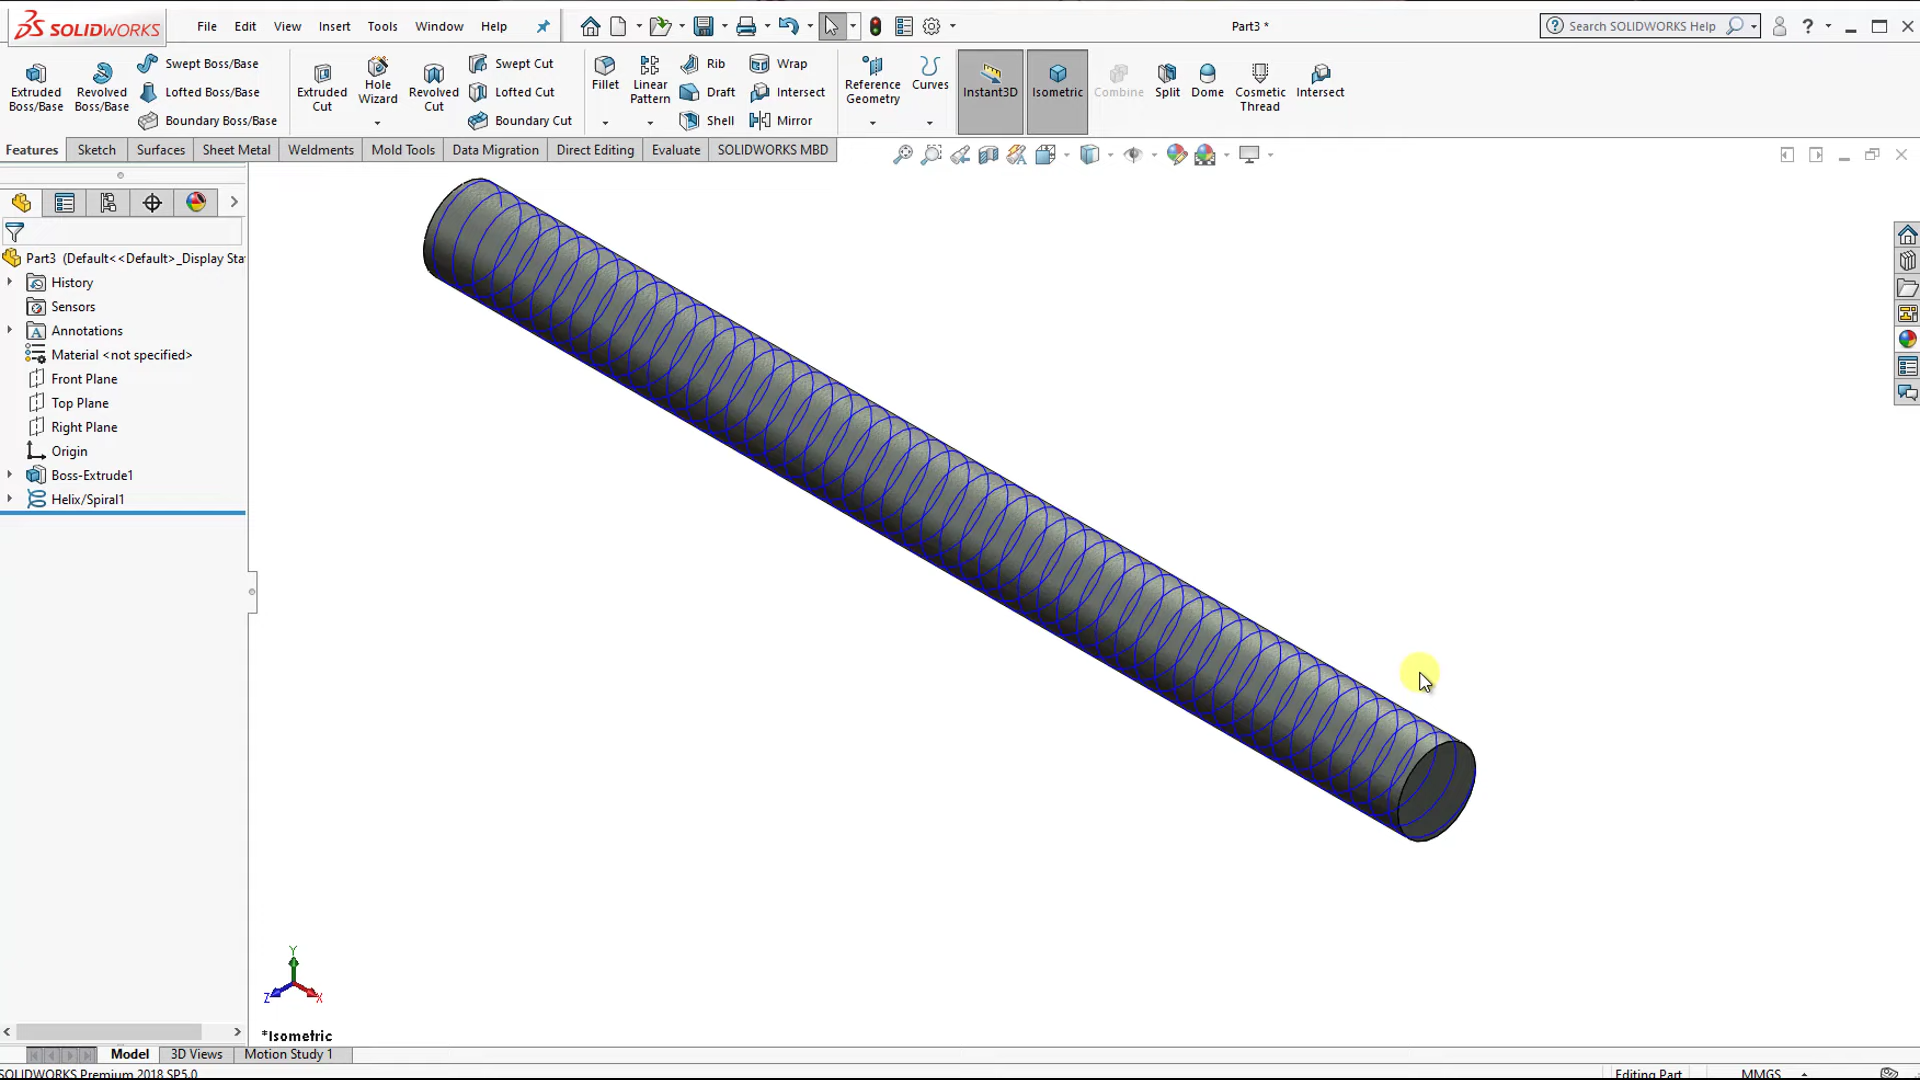 SOLIDWORKS File Edit View Insert Tools Window Help Part3 * Search SOLIDWORKS Help ?
Extruded Boss/Base
Revolved Boss/Base
Swept Boss/Base
Lofted Boss/Base
Boundary Boss/Base
Extruded Cut
Hole Wizard
Revolved Cut
Swept Cut
Lofted Cut
Boundary Cut
Fillet
Linear Pattern
Rib
Draft
Shell
Wrap
Intersect
Mirror
Reference Geometry
Curves
Instant3D
Isometric
Combine
Split
Dome
Cosmetic Thread
Intersect
Features Sketch Surfaces Sheet Metal Weldments Mold Tools Data Migration Direct Editing Evaluate SOLIDWORKS MBD
Part3 (Default<<Default>_Display Sta
History
Sensors
Annotations
Material <not specified>
Front Plane
Top Plane
Right Plane
Origin
Boss-Extrude1
Helix/Spiral1
Y
Z X
*Isometric
Model 3D Views Motion Study 1
SOLIDWORKS Premium 2018 SP5.0 Editing Part MMGS